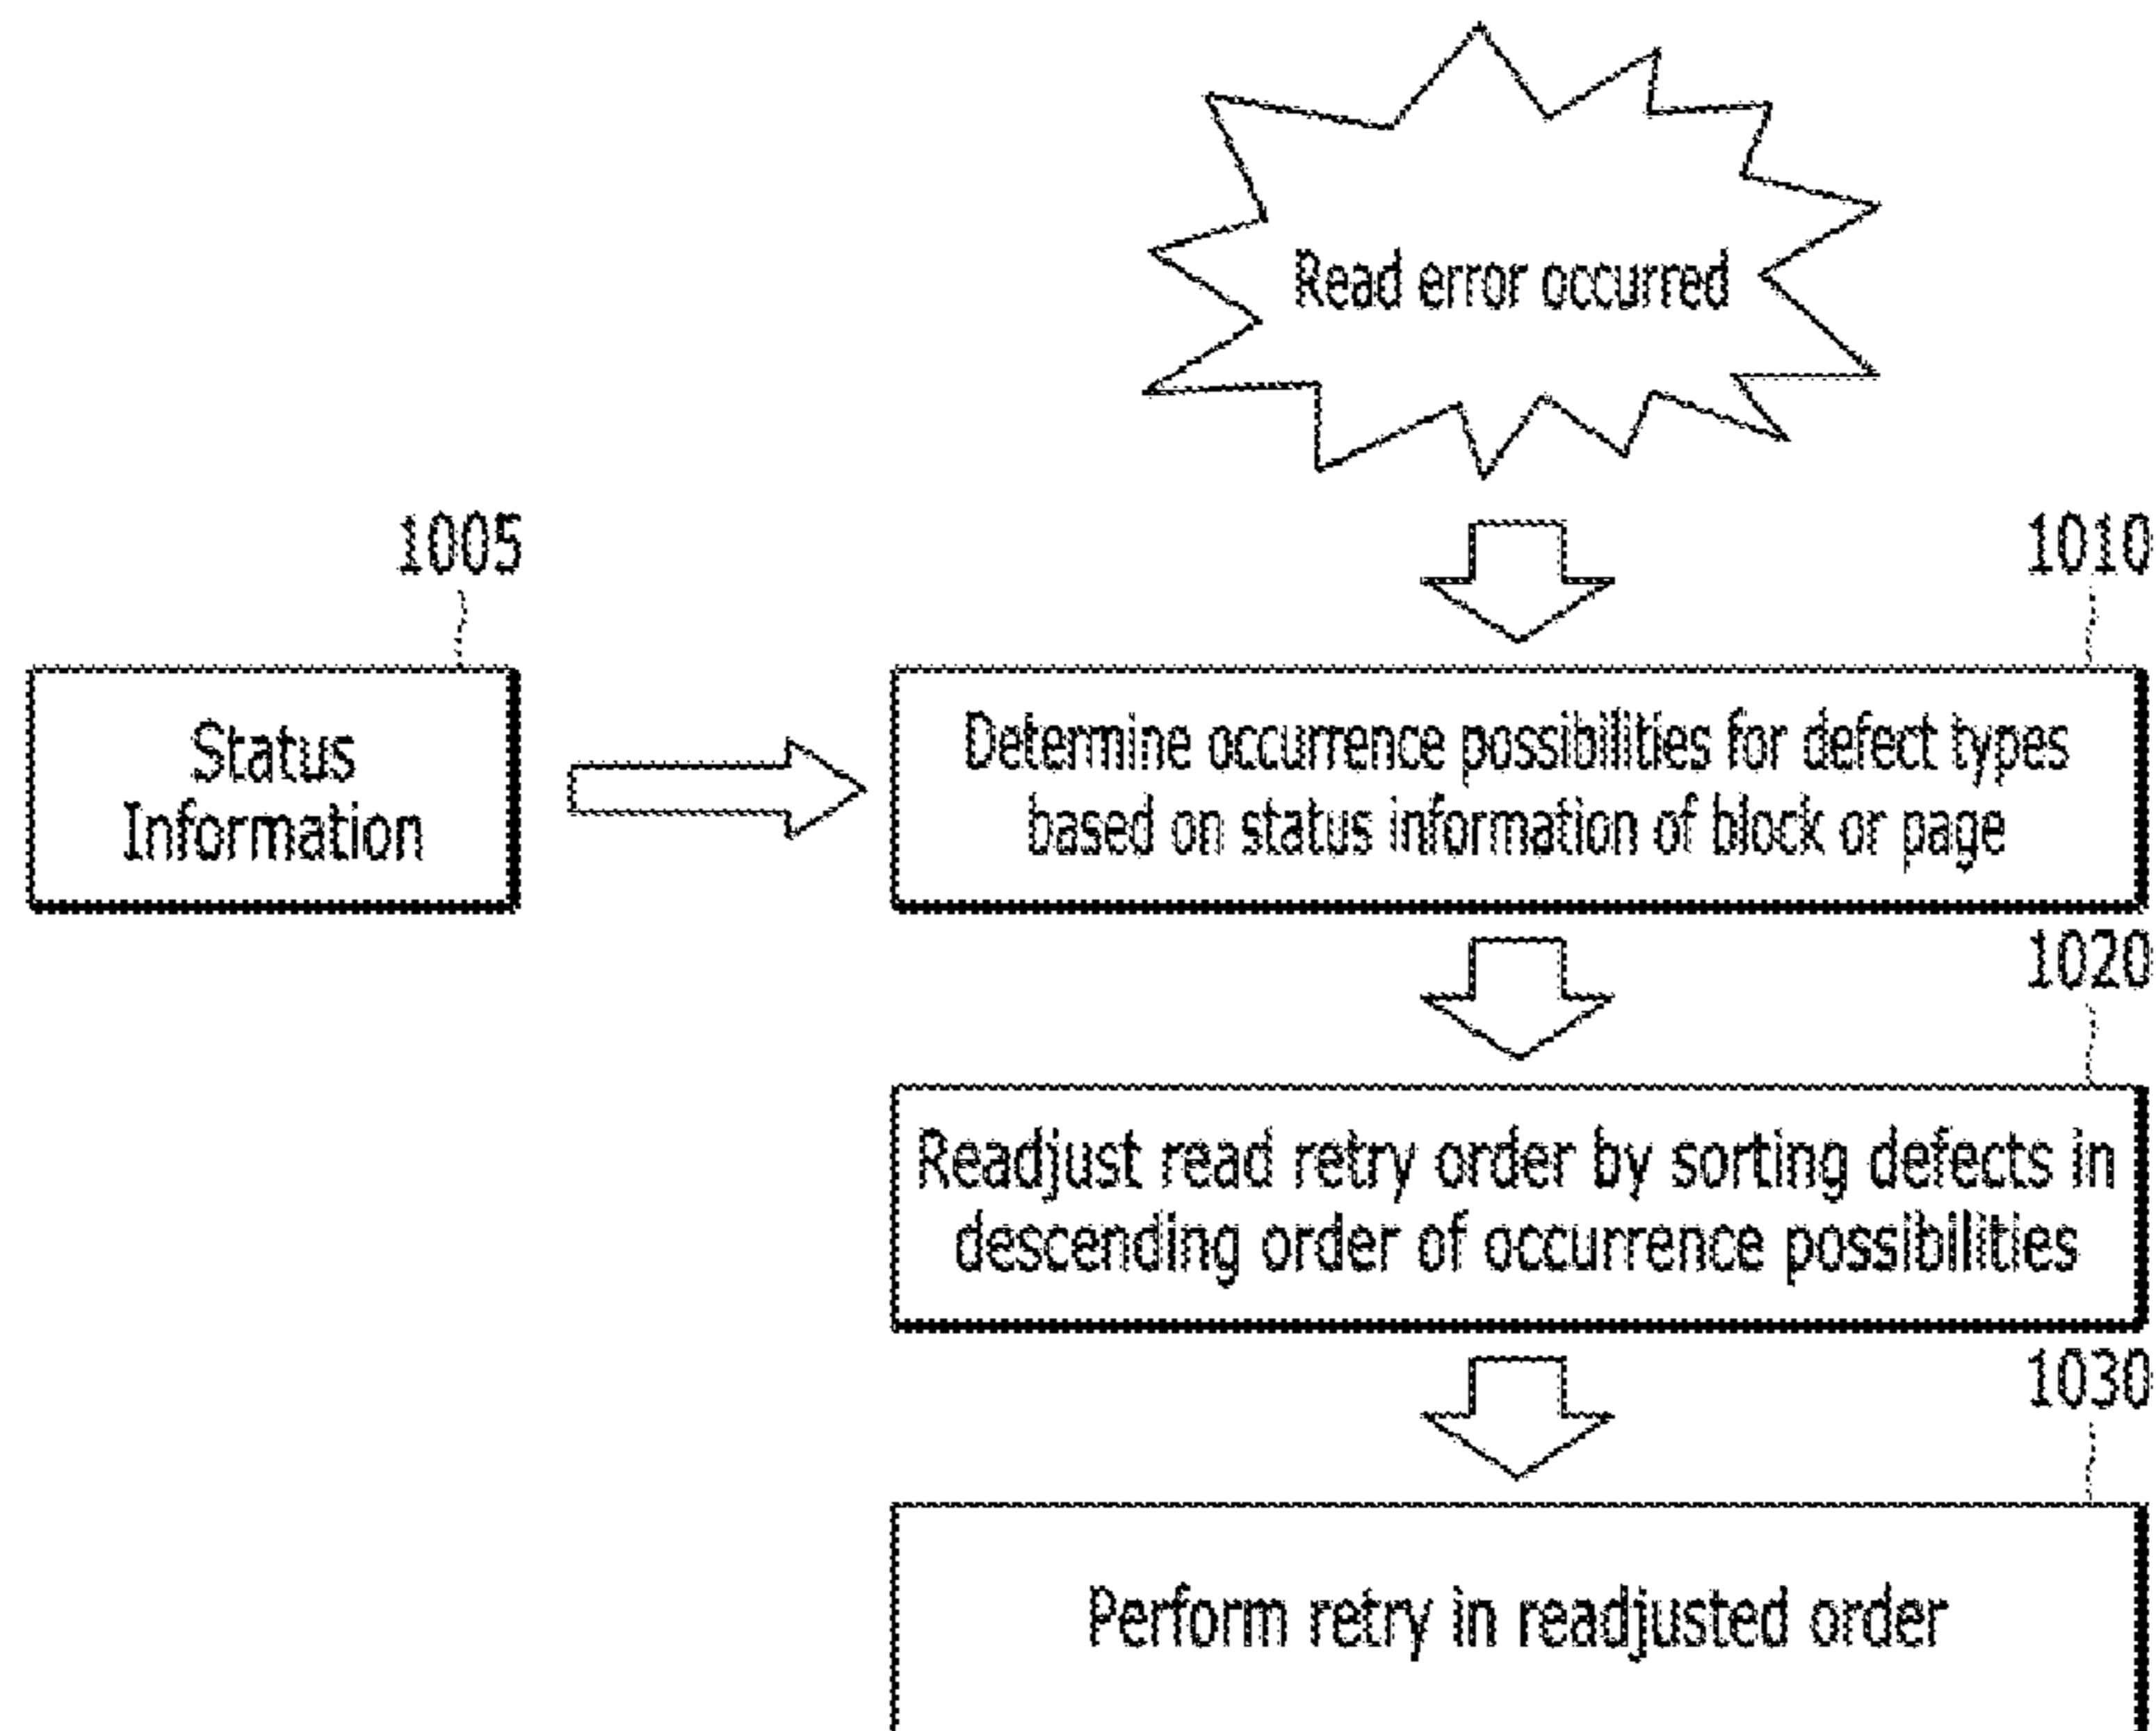 Read error occurred
1005
1010
Status
Information
Determine occurrence possibilities for defect types
based on status information of block or page
1020
Readjust read retry order by sorting defects in
descending order of occurrence possibilities
1030
Perform retry in readjusted order